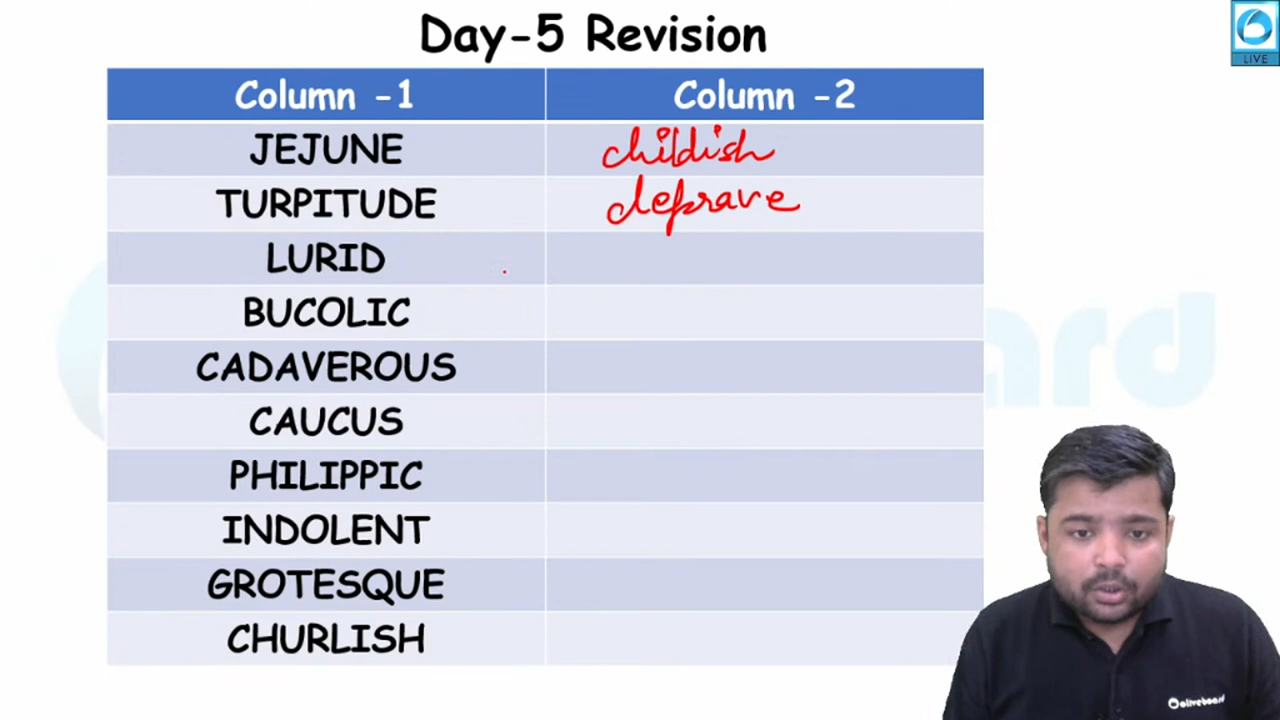 Day-5 Revision
LIVE
Column -1 Column -2
JEJUNE childish
TURPITUDE deprave
LURID
BUCOLIC
CADAVEROUS
CAUCUS
PHILIPPIC
INDOLENT
GROTESQUE
CHURLISH
oliveboard